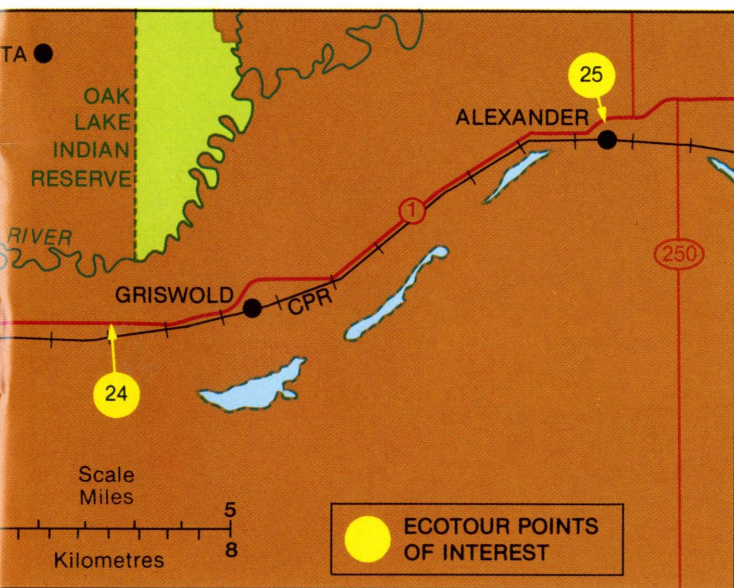 TA
25
OAK
LAKE
INDIAN
RESERVE
ALEXANDER
RIVER
1
250
GRISWOLD
CPR
24
Scale
Miles
5
Kilometres
8
ECOTOUR POINTS
OF INTEREST